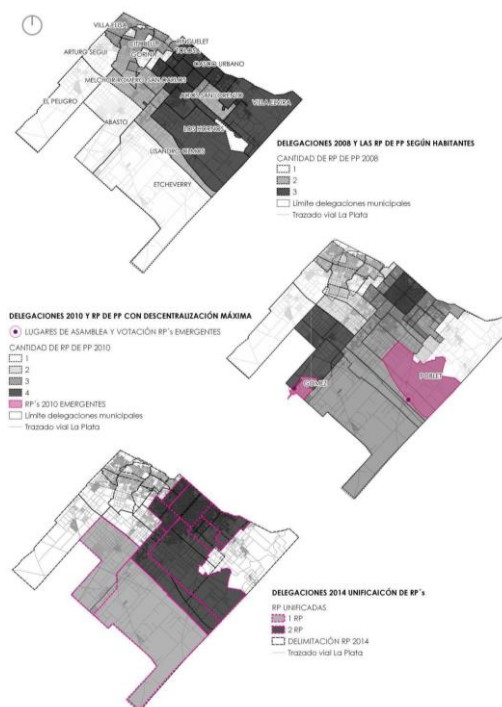 VILLA ELISA
CITY BELL
RINGUELET
ARTURO SEGUI
GORINA
TOLOSA
CASCO URBANO
MELCHOR ROMERO
SAN CARLOS
EL PELIGRO
ALTOS SAN LORENZO
VILLA ELVIRA
ABASTO
LOS HORNOS
LISANDRO OLMOS
ETCHEVERRY
DELEGACIONES 2008 Y LAS RP DE PP SEGÚN HABITANTES
CANTIDAD DE RP DE PP 2008
1
2
3
Límite delegaciones municipales
Trazado vial La Plata
DELEGACIONES 2010 Y RP DE PP CON DESCENTRALIZACIÓN MÁXIMA
LUGARES DE ASAMBLEA Y VOTACIÓN RP's EMERGENTES
CANTIDAD DE RP DE PP 2010
1
2
3
4
RP's 2010 EMERGENTES
Límite delegaciones municipales
Trazado vial La Plata
POBLET
DELEGACIONES 2014 UNIFICAICÓN DE RP´s
RP UNIFICADAS
1 RP
2 RP
DELIMITACIÓN RP 2014
Trazado vial La Plata